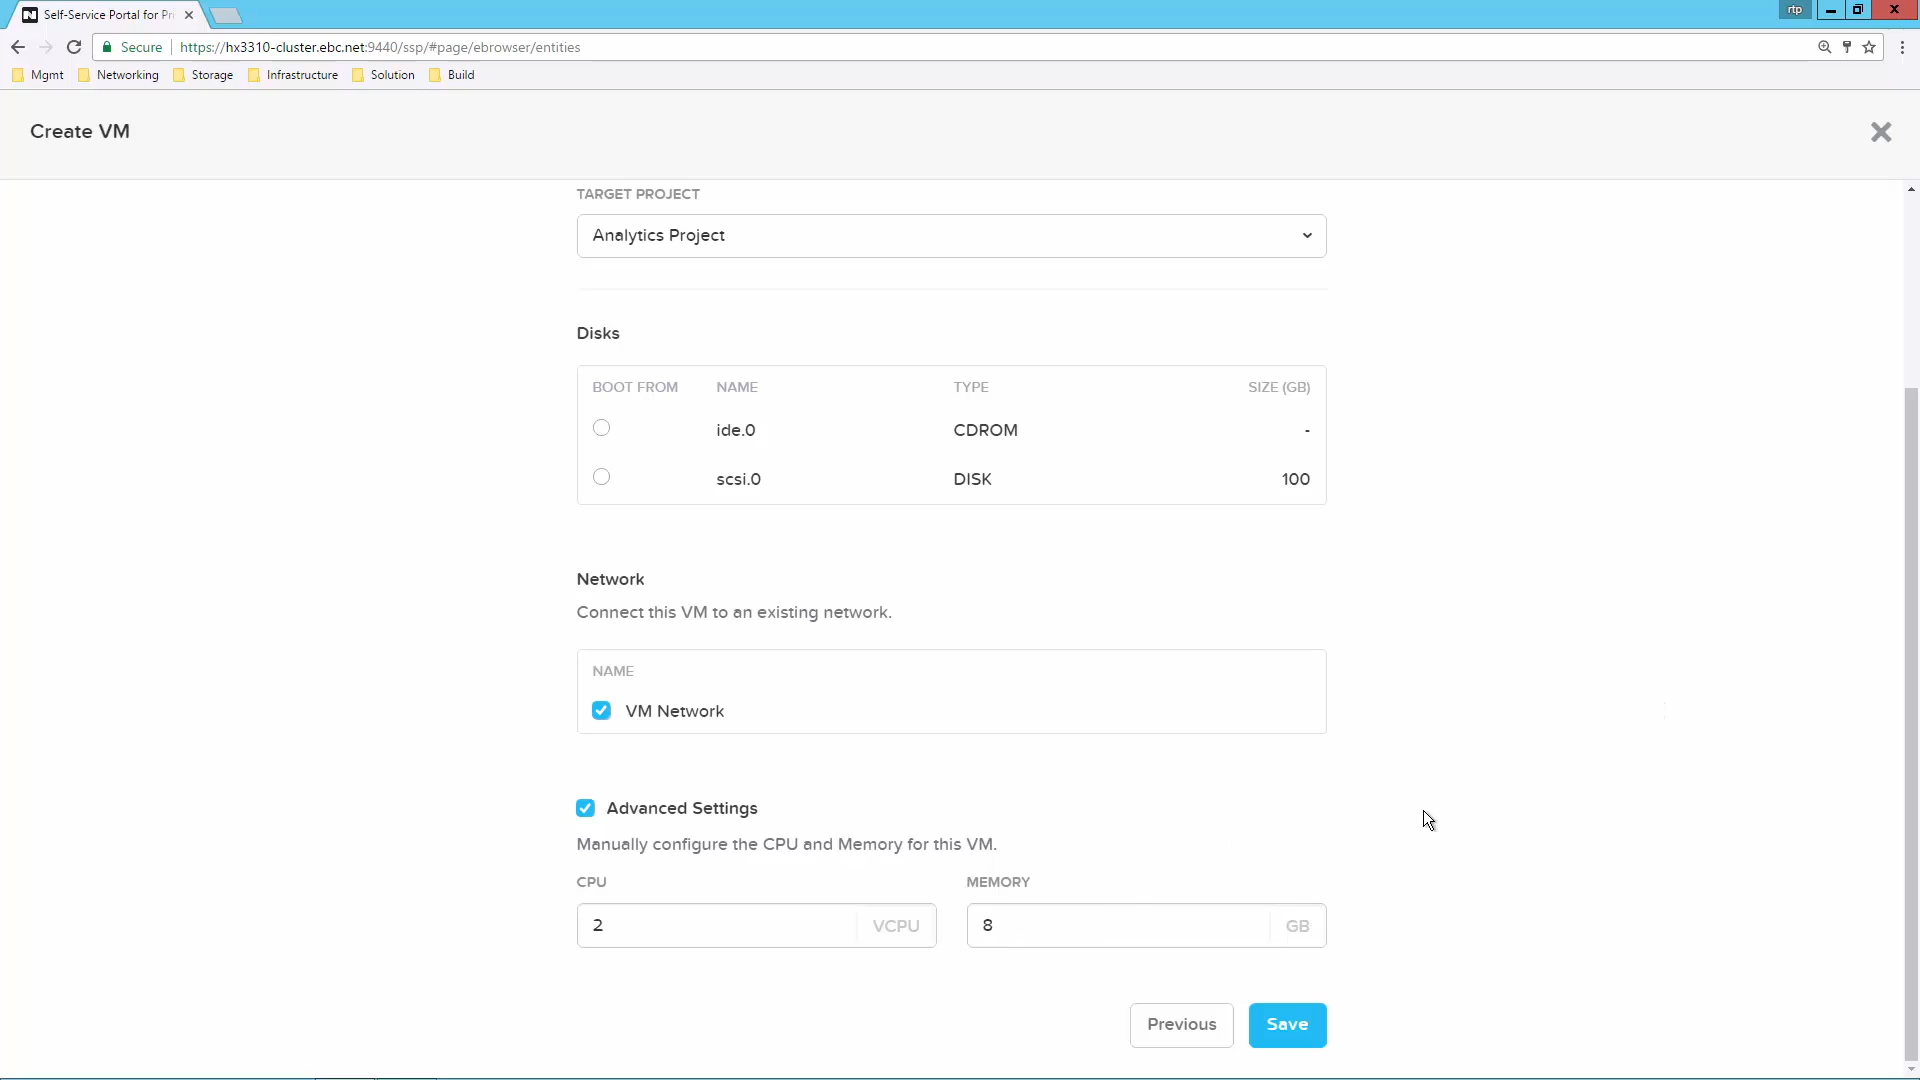 Self-Service Portal for Pr
rtp
Secure
https://hx3310-cluster.ebc.net:9440/ssp/#page/ebrowser/entities
Mgmt Networking Storage Infrastructure Solution Build
Create VM
TARGET PROJECT
Analytics Project
Disks
BOOT FROM NAME TYPE SIZE (GB)
ide.0 CDROM -
scsi.0 DISK 100
Network
Connect this VM to an existing network.
NAME
VM Network
Advanced Settings
Manually configure the CPU and Memory for this VM.
CPU MEMORY
2 VCPU 8 GB
Previous Save